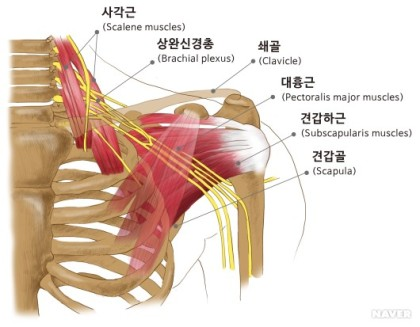 사각근
(Scalene muscles)
상완신경총
(Brachial plexus)
쇄골
(Clavicle)
대흉근
(Pectoralis major muscles)
견갑하근
(Subscapularis muscles)
견갑골
(Scapula)
NAVER